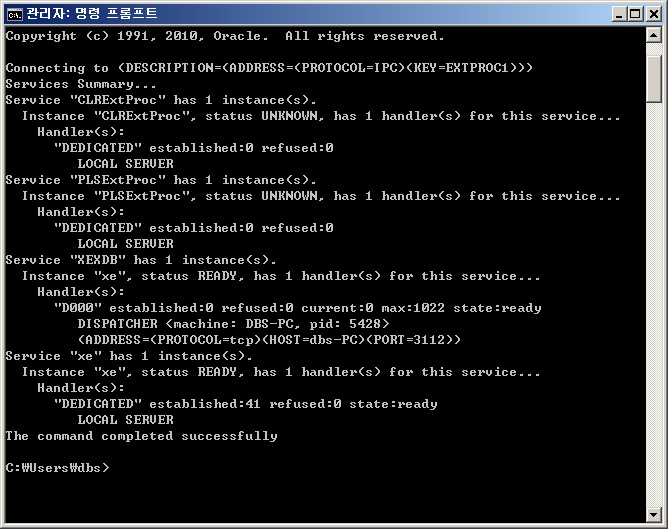 관리자: 명령 프롬프트
Copyright (c) 1991, 2010, Oracle.  All rights reserved.
Connecting to (DESCRIPTION=(ADDRESS=(PROTOCOL=IPC)(KEY=EXTPROC1)))
Services Summary...
Service "CLRExtProc" has 1 instance(s).
  Instance "CLRExtProc", status UNKNOWN, has 1 handler(s) for this service...
    Handler(s):
      "DEDICATED" established:0 refused:0
         LOCAL SERVER
Service "PLSExtProc" has 1 instance(s).
  Instance "PLSExtProc", status UNKNOWN, has 1 handler(s) for this service...
    Handler(s):
      "DEDICATED" established:0 refused:0
         LOCAL SERVER
Service "XEXDB" has 1 instance(s).
  Instance "xe", status READY, has 1 handler(s) for this service...
    Handler(s):
      "D000" established:0 refused:0 current:0 max:1022 state:ready
         DISPATCHER <machine: DBS-PC, pid: 5428>
         (ADDRESS=(PROTOCOL=tcp)(HOST=dbs-PC)(PORT=3112))
Service "xe" has 1 instance(s).
  Instance "xe", status READY, has 1 handler(s) for this service...
    Handler(s):
      "DEDICATED" established:41 refused:0 state:ready
         LOCAL SERVER
The command completed successfully
C:₩Users₩dbs>